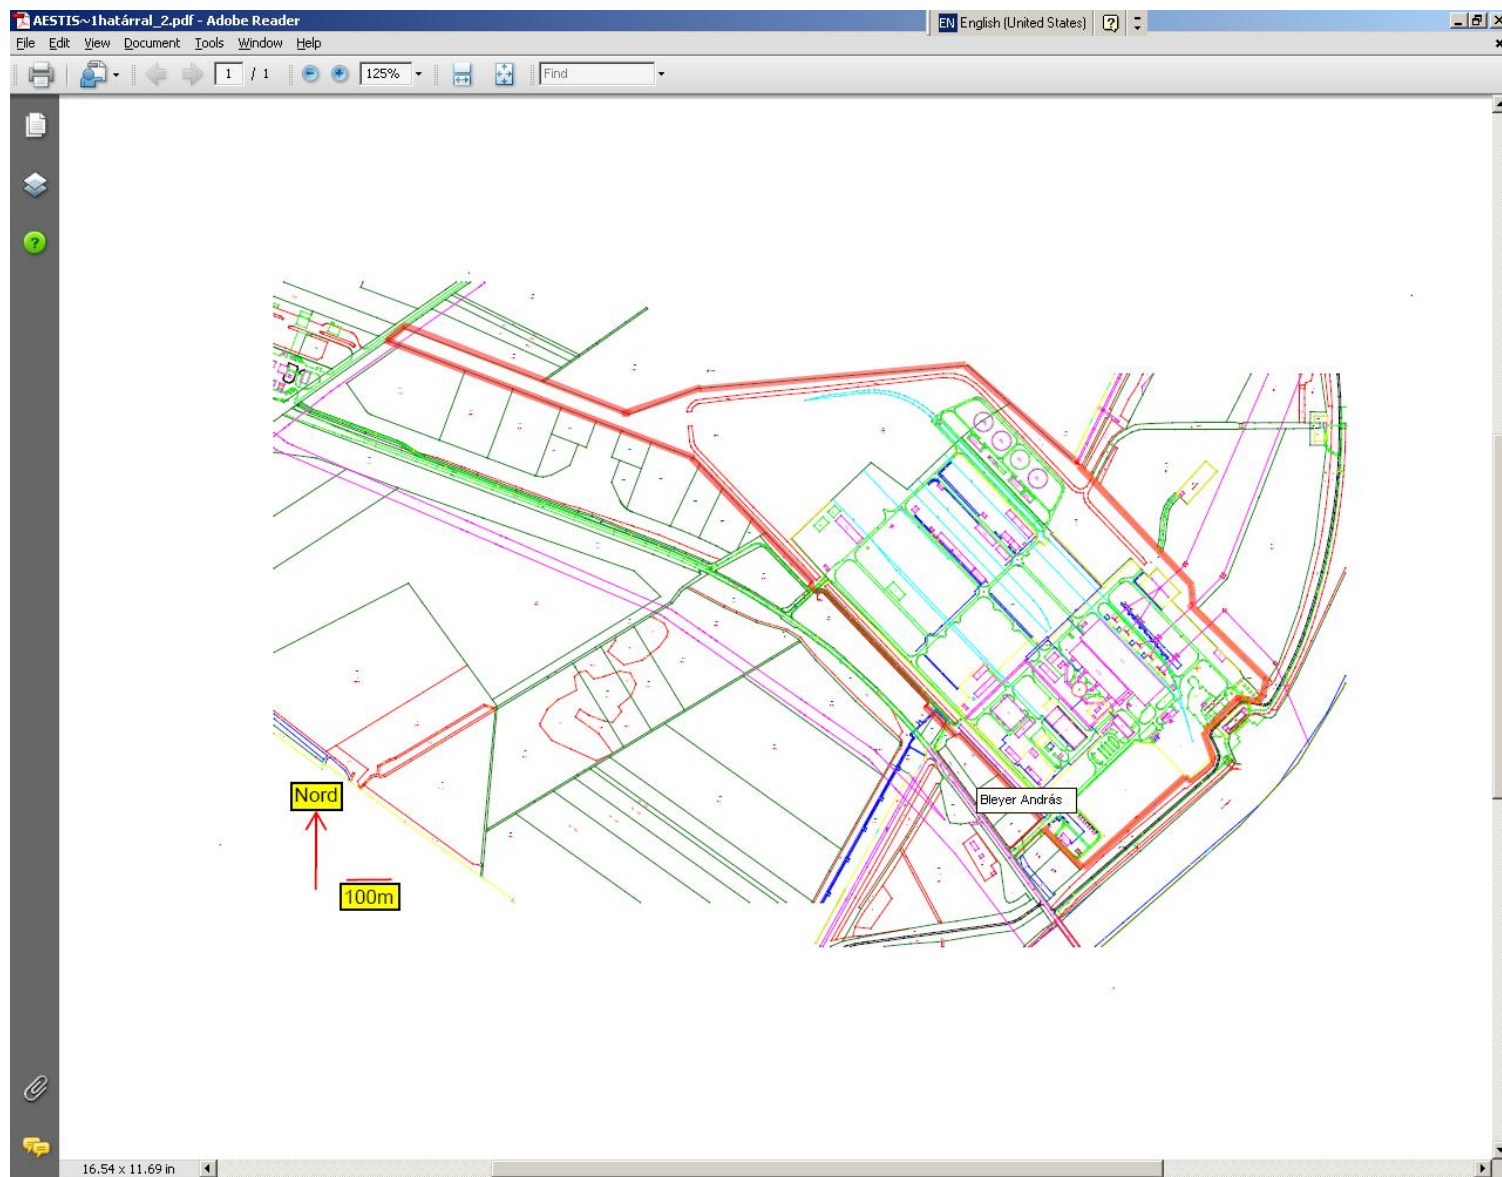 AESTIS~1határral_2.pdf - Adobe Reader
EN English (United States)
File Edit View Document Tools Window Help
1 / 1 125% Find
Bleyer András
Nord
100m
16.54 x 11.69 in